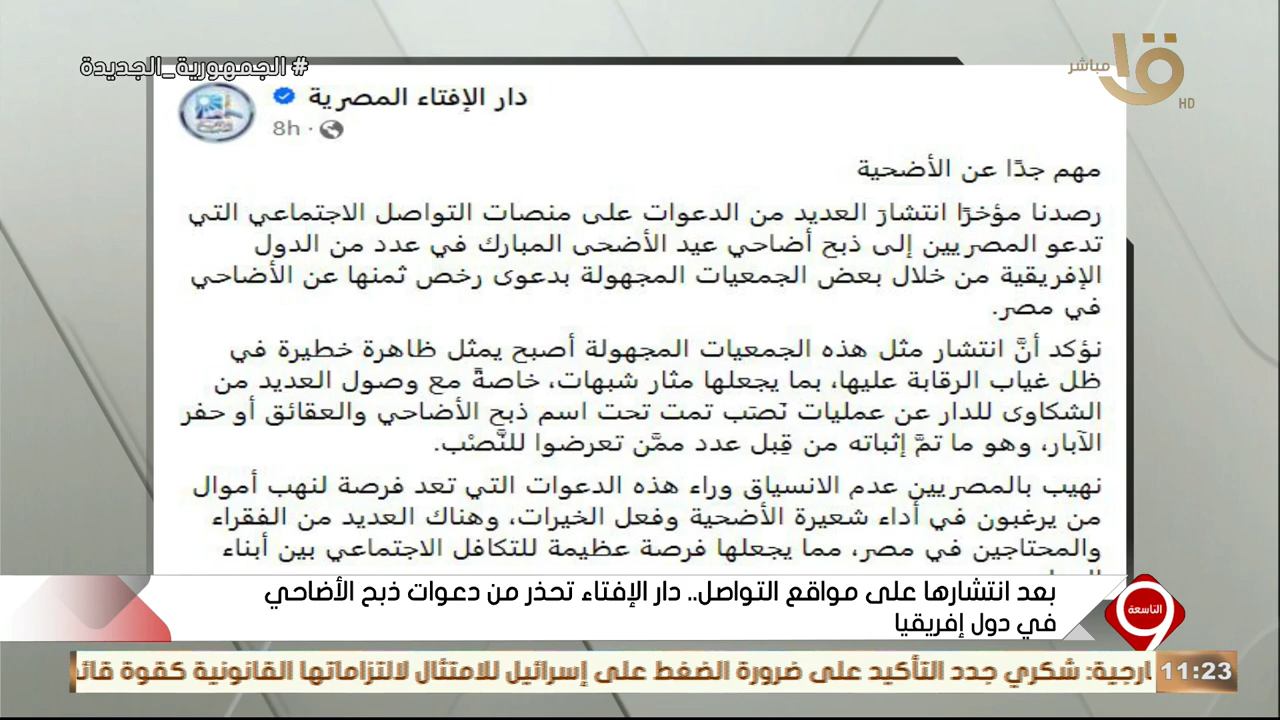 #الجمهورية_الجديدة
مباشر
HD
دار الإفتاء المصرية
8h
مهم جدًا عن الأضحية
رصدنا مؤخرًا انتشارَ العديد من الدعوات على منصات التواصل الاجتماعي التي
تدعو المصريين إلى ذبح أضاحي عيد الأضحى المبارك في عدد من الدول
الإفريقية من خلال بعض الجمعيات المجهولة بدعوى رخص ثمنها عن الأضاحي
في مصر.
نؤكد أنَّ انتشار مثل هذه الجمعيات المجهولة أصبح يمثل ظاهرة خطيرة في
ظل غياب الرقابة عليها، بما يجعلها مثار شبهات، خاصةً مع وصول العديد من
الشكاوى للدار عن عمليات نَصْب تمت تحت اسم ذبح الأضاحي والعقائق أو حفر
الآبار، وهو ما تمَّ إثباته من قِبل عدد ممَّن تعرضوا للنَّصْب.
نهيب بالمصريين عدم الانسياق وراء هذه الدعوات التي تعد فرصة لنهب أموال
من يرغبون في أداء شعيرة الأضحية وفعل الخيرات، وهناك العديد من الفقراء
والمحتاجين في مصر، مما يجعلها فرصة عظيمة للتكافل الاجتماعي بين أبناء
بعد انتشارها على مواقع التواصل.. دار الإفتاء تحذر من دعوات ذبح الأضاحي
في دول إفريقيا
التاسعة
9
ارجية: شكري جدد التأكيد على ضرورة الضغط على إسرائيل للامتثال لالتزاماتها القانونية كقوة قائ
11:23